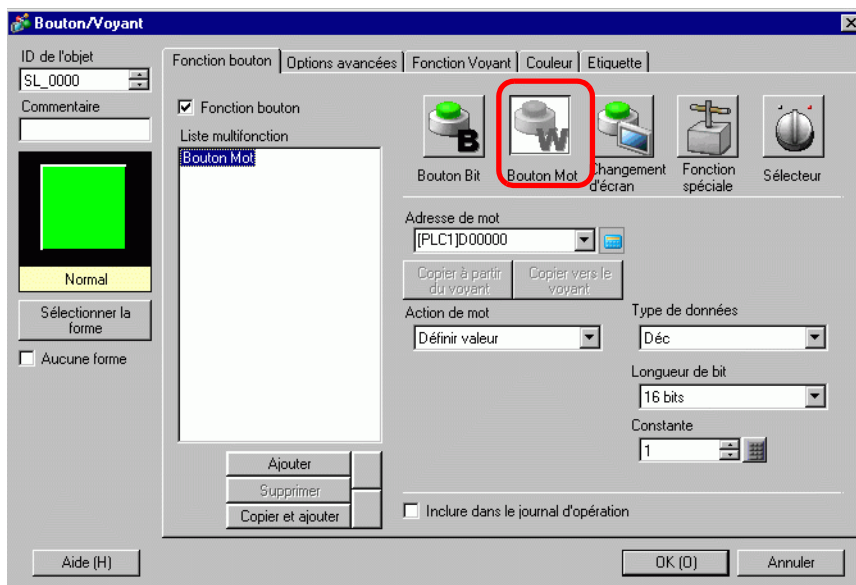 Bouton/Voyant
ID de l'objet
SL_0000
Commentaire
Normal
Sélectionner la
forme
Aucune forme
Fonction bouton
Options avancées
Fonction Voyant
Couleur
Etiquette
Fonction bouton
Liste multifonction
Bouton Mot
Ajouter
Supprimer
Copier et ajouter
B
W
Bouton Bit
Bouton Mot
Changement
d'écran
Fonction
spéciale
Sélecteur
Adresse de mot
[PLC1]D00000
Copier à partir
du voyant
Copier vers le
voyant
Action de mot
Définir valeur
Type de données
Déc
Longueur de bit
16 bits
Constante
1
Inclure dans le journal d'opération
Aide (H)
OK (O)
Annuler